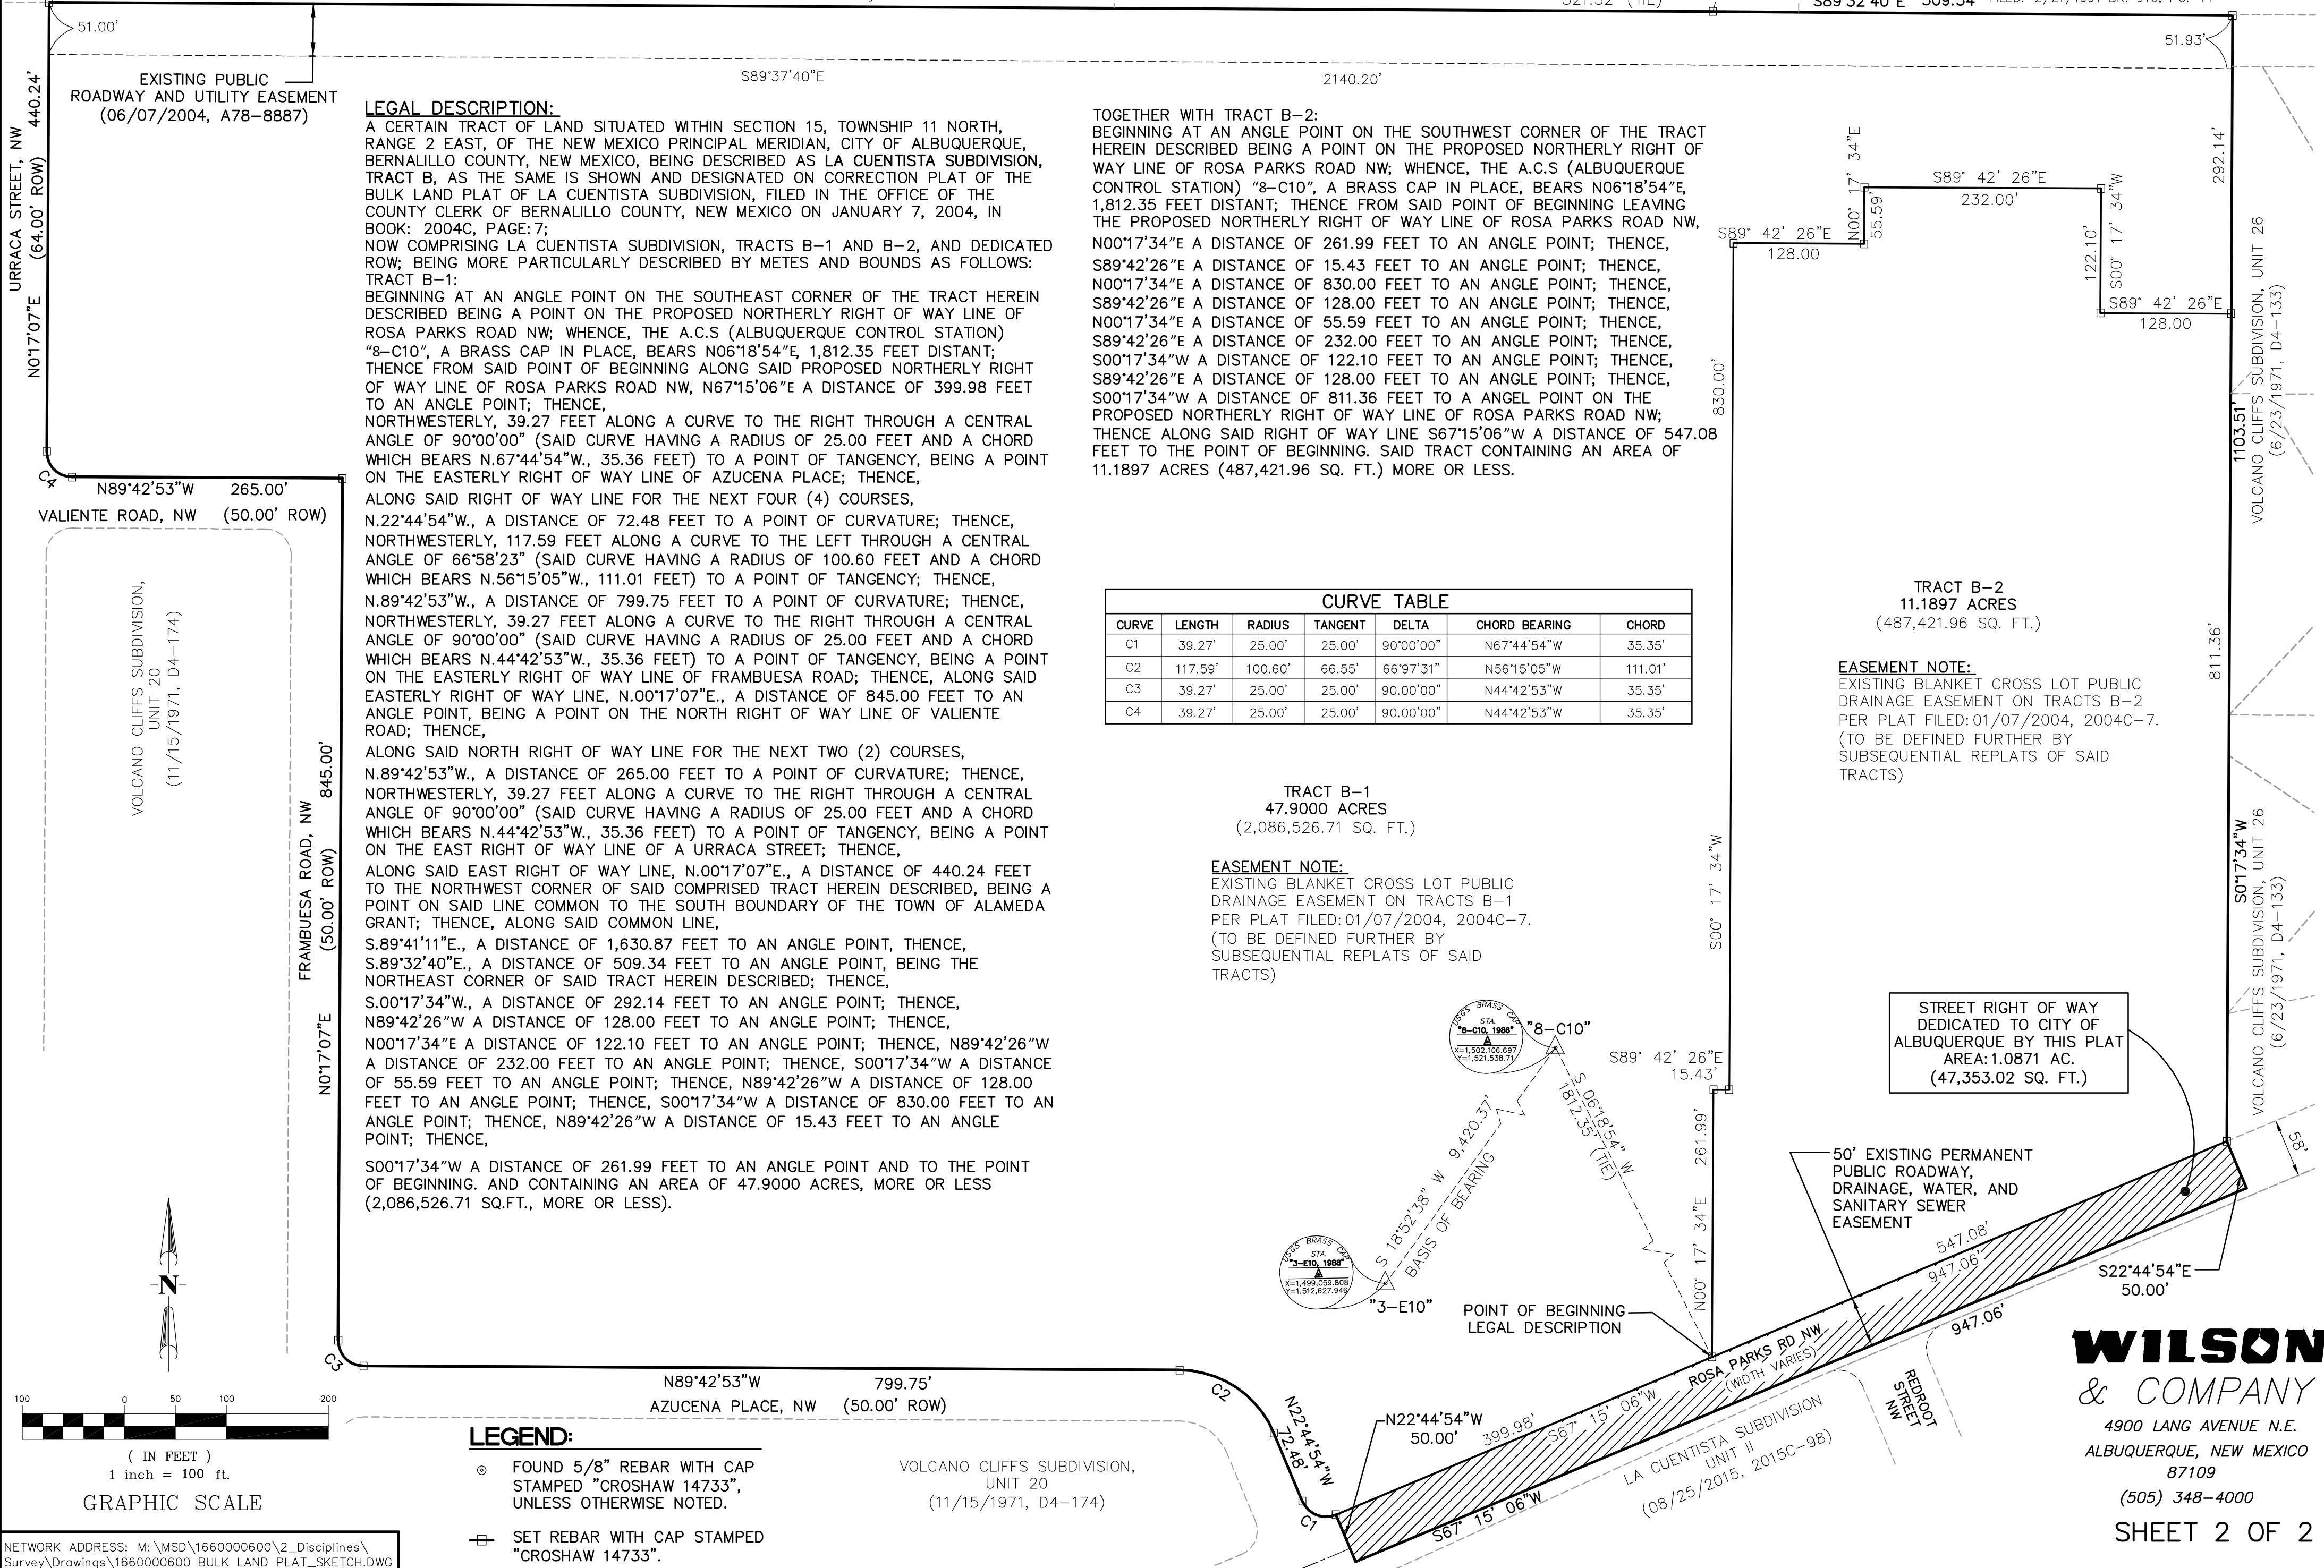 51.00'
EXISTING PUBLIC
ROADWAY AND UTILITY EASEMENT
(06/07/2004, A78-8887)
S89°37'40"E
2140.20'
S89°32'40"E 509.34'
51.93'
URRACA STREET, NW
(64.00' ROW)
N0°17'07"E
440.24'
C4
N89°42'53"W 265.00'
VALIENTE ROAD, NW (50.00' ROW)
VOLCANO CLIFFS SUBDIVISION,
UNIT 20
(11/15/1971, D4-174)
FRAMBUESA ROAD, NW
(50.00' ROW)
N0°17'07"E
845.00'
LEGAL DESCRIPTION:
A CERTAIN TRACT OF LAND SITUATED WITHIN SECTION 15, TOWNSHIP 11 NORTH,
RANGE 2 EAST, OF THE NEW MEXICO PRINCIPAL MERIDIAN, CITY OF ALBUQUERQUE,
BERNALILLO COUNTY, NEW MEXICO, BEING DESCRIBED AS LA CUENTISTA SUBDIVISION,
TRACT B, AS THE SAME IS SHOWN AND DESIGNATED ON CORRECTION PLAT OF THE
BULK LAND PLAT OF LA CUENTISTA SUBDIVISION, FILED IN THE OFFICE OF THE
COUNTY CLERK OF BERNALILLO COUNTY, NEW MEXICO ON JANUARY 7, 2004, IN
BOOK: 2004C, PAGE: 7;
NOW COMPRISING LA CUENTISTA SUBDIVISION, TRACTS B-1 AND B-2, AND DEDICATED
ROW; BEING MORE PARTICULARLY DESCRIBED BY METES AND BOUNDS AS FOLLOWS:
TRACT B-1:
BEGINNING AT AN ANGLE POINT ON THE SOUTHEAST CORNER OF THE TRACT HEREIN
DESCRIBED BEING A POINT ON THE PROPOSED NORTHERLY RIGHT OF WAY LINE OF
ROSA PARKS ROAD NW; WHENCE, THE A.C.S (ALBUQUERQUE CONTROL STATION)
"8-C10", A BRASS CAP IN PLACE, BEARS N06°18'54"E, 1,812.35 FEET DISTANT;
THENCE FROM SAID POINT OF BEGINNING ALONG SAID PROPOSED NORTHERLY RIGHT
OF WAY LINE OF ROSA PARKS ROAD NW, N67°15'06"E A DISTANCE OF 399.98 FEET
TO AN ANGLE POINT; THENCE,
NORTHWESTERLY, 39.27 FEET ALONG A CURVE TO THE RIGHT THROUGH A CENTRAL
ANGLE OF 90°00'00" (SAID CURVE HAVING A RADIUS OF 25.00 FEET AND A CHORD
WHICH BEARS N.67°44'54"W., 35.36 FEET) TO A POINT OF TANGENCY, BEING A POINT
ON THE EASTERLY RIGHT OF WAY LINE OF AZUCENA PLACE; THENCE,
ALONG SAID RIGHT OF WAY LINE FOR THE NEXT FOUR (4) COURSES,
N.22°44'54"W., A DISTANCE OF 72.48 FEET TO A POINT OF CURVATURE; THENCE,
NORTHWESTERLY, 117.59 FEET ALONG A CURVE TO THE LEFT THROUGH A CENTRAL
ANGLE OF 66°58'23" (SAID CURVE HAVING A RADIUS OF 100.60 FEET AND A CHORD
WHICH BEARS N.56°15'05"W., 111.01 FEET) TO A POINT OF TANGENCY; THENCE,
N.89°42'53"W., A DISTANCE OF 799.75 FEET TO A POINT OF CURVATURE; THENCE,
NORTHWESTERLY, 39.27 FEET ALONG A CURVE TO THE RIGHT THROUGH A CENTRAL
ANGLE OF 90°00'00" (SAID CURVE HAVING A RADIUS OF 25.00 FEET AND A CHORD
WHICH BEARS N.44°42'53"W., 35.36 FEET) TO A POINT OF TANGENCY, BEING A POINT
ON THE EASTERLY RIGHT OF WAY LINE OF FRAMBUESA ROAD; THENCE, ALONG SAID
EASTERLY RIGHT OF WAY LINE, N.00°17'07"E., A DISTANCE OF 845.00 FEET TO AN
ANGLE POINT, BEING A POINT ON THE NORTH RIGHT OF WAY LINE OF VALIENTE
ROAD; THENCE,
ALONG SAID NORTH RIGHT OF WAY LINE FOR THE NEXT TWO (2) COURSES,
N.89°42'53"W., A DISTANCE OF 265.00 FEET TO A POINT OF CURVATURE; THENCE,
NORTHWESTERLY, 39.27 FEET ALONG A CURVE TO THE RIGHT THROUGH A CENTRAL
ANGLE OF 90°00'00" (SAID CURVE HAVING A RADIUS OF 25.00 FEET AND A CHORD
WHICH BEARS N.44°42'53"W., 35.36 FEET) TO A POINT OF TANGENCY, BEING A POINT
ON THE EAST RIGHT OF WAY LINE OF A URRACA STREET; THENCE,
ALONG SAID EAST RIGHT OF WAY LINE, N.00°17'07"E., A DISTANCE OF 440.24 FEET
TO THE NORTHWEST CORNER OF SAID COMPRISED TRACT HEREIN DESCRIBED, BEING A
POINT ON SAID LINE COMMON TO THE SOUTH BOUNDARY OF THE TOWN OF ALAMEDA
GRANT; THENCE, ALONG SAID COMMON LINE,
S.89°41'11"E., A DISTANCE OF 1,630.87 FEET TO AN ANGLE POINT, THENCE,
S.89°32'40"E., A DISTANCE OF 509.34 FEET TO AN ANGLE POINT, BEING THE
NORTHEAST CORNER OF SAID TRACT HEREIN DESCRIBED; THENCE,
S.00°17'34"W., A DISTANCE OF 292.14 FEET TO AN ANGLE POINT; THENCE,
N89°42'26"W A DISTANCE OF 128.00 FEET TO AN ANGLE POINT; THENCE,
N00°17'34"E A DISTANCE OF 122.10 FEET TO AN ANGLE POINT; THENCE, N89°42'26"W
A DISTANCE OF 232.00 FEET TO AN ANGLE POINT; THENCE, S00°17'34"W A DISTANCE
OF 55.59 FEET TO AN ANGLE POINT; THENCE, N89°42'26"W A DISTANCE OF 128.00
FEET TO AN ANGLE POINT; THENCE, S00°17'34"W A DISTANCE OF 830.00 FEET TO AN
ANGLE POINT; THENCE, N89°42'26"W A DISTANCE OF 15.43 FEET TO AN ANGLE
POINT; THENCE,
S00°17'34"W A DISTANCE OF 261.99 FEET TO AN ANGLE POINT AND TO THE POINT
OF BEGINNING. AND CONTAINING AN AREA OF 47.9000 ACRES, MORE OR LESS
(2,086,526.71 SQ.FT., MORE OR LESS).
TOGETHER WITH TRACT B-2:
BEGINNING AT AN ANGLE POINT ON THE SOUTHWEST CORNER OF THE TRACT
HEREIN DESCRIBED BEING A POINT ON THE PROPOSED NORTHERLY RIGHT OF
WAY LINE OF ROSA PARKS ROAD NW; WHENCE, THE A.C.S (ALBUQUERQUE
CONTROL STATION) "8-C10", A BRASS CAP IN PLACE, BEARS N06°18'54"E,
1,812.35 FEET DISTANT; THENCE FROM SAID POINT OF BEGINNING LEAVING
THE PROPOSED NORTHERLY RIGHT OF WAY LINE OF ROSA PARKS ROAD NW,
N00°17'34"E A DISTANCE OF 261.99 FEET TO AN ANGLE POINT; THENCE,
S89°42'26"E A DISTANCE OF 15.43 FEET TO AN ANGLE POINT; THENCE,
N00°17'34"E A DISTANCE OF 830.00 FEET TO AN ANGLE POINT; THENCE,
S89°42'26"E A DISTANCE OF 128.00 FEET TO AN ANGLE POINT; THENCE,
N00°17'34"E A DISTANCE OF 55.59 FEET TO AN ANGLE POINT; THENCE,
S89°42'26"E A DISTANCE OF 232.00 FEET TO AN ANGLE POINT; THENCE,
S00°17'34"W A DISTANCE OF 122.10 FEET TO AN ANGLE POINT; THENCE,
S89°42'26"E A DISTANCE OF 128.00 FEET TO AN ANGLE POINT; THENCE,
S00°17'34"W A DISTANCE OF 811.36 FEET TO A ANGEL POINT ON THE
PROPOSED NORTHERLY RIGHT OF WAY LINE OF ROSA PARKS ROAD NW;
THENCE ALONG SAID RIGHT OF WAY LINE S67°15'06"W A DISTANCE OF 547.08
FEET TO THE POINT OF BEGINNING. SAID TRACT CONTAINING AN AREA OF
11.1897 ACRES (487,421.96 SQ. FT.) MORE OR LESS.
S89° 42' 26"E
128.00
N00° 17' 34"E
55.59'
S89° 42' 26"E
232.00'
122.10'
S00° 17' 34"W
S89° 42' 26"E
128.00
292.14'
830.00'
1103.51'
VOLCANO CLIFFS SUBDIVISION, UNIT 26
(6/23/1971, D4-133)
CURVE TABLE
CURVE LENGTH RADIUS TANGENT DELTA CHORD BEARING CHORD
C1 39.27' 25.00' 25.00' 90°00'00" N67°44'54"W 35.35'
C2 117.59' 100.60' 66.55' 66°97'31" N56°15'05"W 111.01'
C3 39.27' 25.00' 25.00' 90.00'00" N44°42'53"W 35.35'
C4 39.27' 25.00' 25.00' 90.00'00" N44°42'53"W 35.35'
TRACT B-2
11.1897 ACRES
(487,421.96 SQ. FT.)
EASEMENT NOTE:
EXISTING BLANKET CROSS LOT PUBLIC
DRAINAGE EASEMENT ON TRACTS B-2
PER PLAT FILED: 01/07/2004, 2004C-7.
(TO BE DEFINED FURTHER BY
SUBSEQUENTIAL REPLATS OF SAID
TRACTS)
811.36'
TRACT B-1
47.9000 ACRES
(2,086,526.71 SQ. FT.)
EASEMENT NOTE:
EXISTING BLANKET CROSS LOT PUBLIC
DRAINAGE EASEMENT ON TRACTS B-1
PER PLAT FILED: 01/07/2004, 2004C-7.
(TO BE DEFINED FURTHER BY
SUBSEQUENTIAL REPLATS OF SAID
TRACTS)
S00° 17' 34"W
S0°17'34"W
VOLCANO CLIFFS SUBDIVISION, UNIT 26
(6/23/1971, D4-133)
USGS BRASS CAP
STA.
"8-C10, 1986"
X=1,502,106.697
Y=1,521,538.71
"8-C10"
S89° 42' 26"E
15.43'
S 06°18'54" W
1812.35' (TIE)
S 18°52'38" W 9,420.37'
BASIS OF BEARING
261.99'
N00° 17' 34"E
USGS BRASS CAP
STA.
"3-E10, 1988"
X=1,499,059.808
Y=1,512,627.946
"3-E10"
POINT OF BEGINNING
LEGAL DESCRIPTION
STREET RIGHT OF WAY
DEDICATED TO CITY OF
ALBUQUERQUE BY THIS PLAT
AREA: 1.0871 AC.
(47,353.02 SQ. FT.)
50' EXISTING PERMANENT
PUBLIC ROADWAY,
DRAINAGE, WATER, AND
SANITARY SEWER
EASEMENT
58'
547.08'
947.06'
947.06'
S22°44'54"E
50.00'
ROSA PARKS RD NW
(WIDTH VARIES)
399.98'
S67° 15' 06"W
S67° 15' 06"W
N22°44'54"W
50.00'
LA CUENTISTA SUBDIVISION
UNIT II
(08/25/2015, 2015C-98)
REDROOT
STREET
NW
C3
N89°42'53"W 799.75'
AZUCENA PLACE, NW (50.00' ROW)
C2
N22°44'54"W
72.48'
C1
VOLCANO CLIFFS SUBDIVISION,
UNIT 20
(11/15/1971, D4-174)
N
100 0 50 100 200
( IN FEET )
1 inch = 100 ft.
GRAPHIC SCALE
LEGEND:
FOUND 5/8" REBAR WITH CAP
STAMPED "CROSHAW 14733",
UNLESS OTHERWISE NOTED.
SET REBAR WITH CAP STAMPED
"CROSHAW 14733".
NETWORK ADDRESS: M:\MSD\1660000600\2_Disciplines\
Survey\Drawings\1660000600 BULK LAND PLAT_SKETCH.DWG
WILSON
& COMPANY
4900 LANG AVENUE N.E.
ALBUQUERQUE, NEW MEXICO
87109
(505) 348-4000
SHEET 2 OF 2